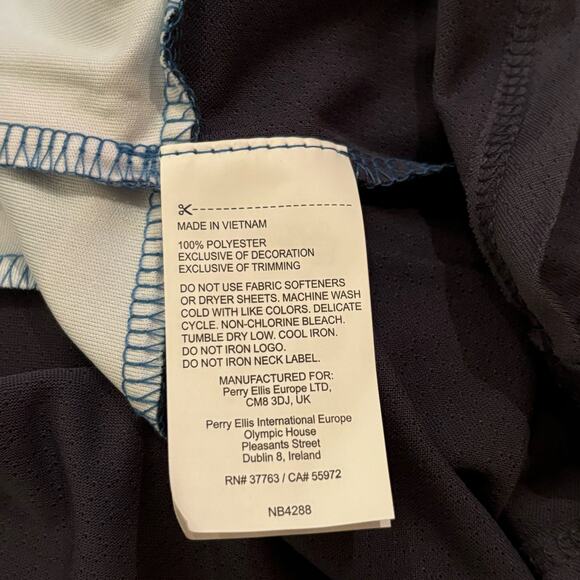 MADE IN VIETNAM
100% POLYESTER
EXCLUSIVE OF DECORATION
EXCLUSIVE OF TRIMMING
DO NOT USE FABRIC SOFTENERS
OR DRYER SHEETS. MACHINE WASH
COLD WITH LIKE COLORS. DELICATE
CYCLE. NON-CHLORINE BLEACH.
TUMBLE DRY LOW. COOL IRON.
DO NOT IRON LOGO.
DO NOT IRON NECK LABEL.
MANUFACTURED FOR:
Perry Ellis Europe LTD,
CM8 3DJ, UK
Perry Ellis International Europe
Olympic House
Pleasants Street
Dublin 8, Ireland
RN# 37763 / CA# 55972
NB4288